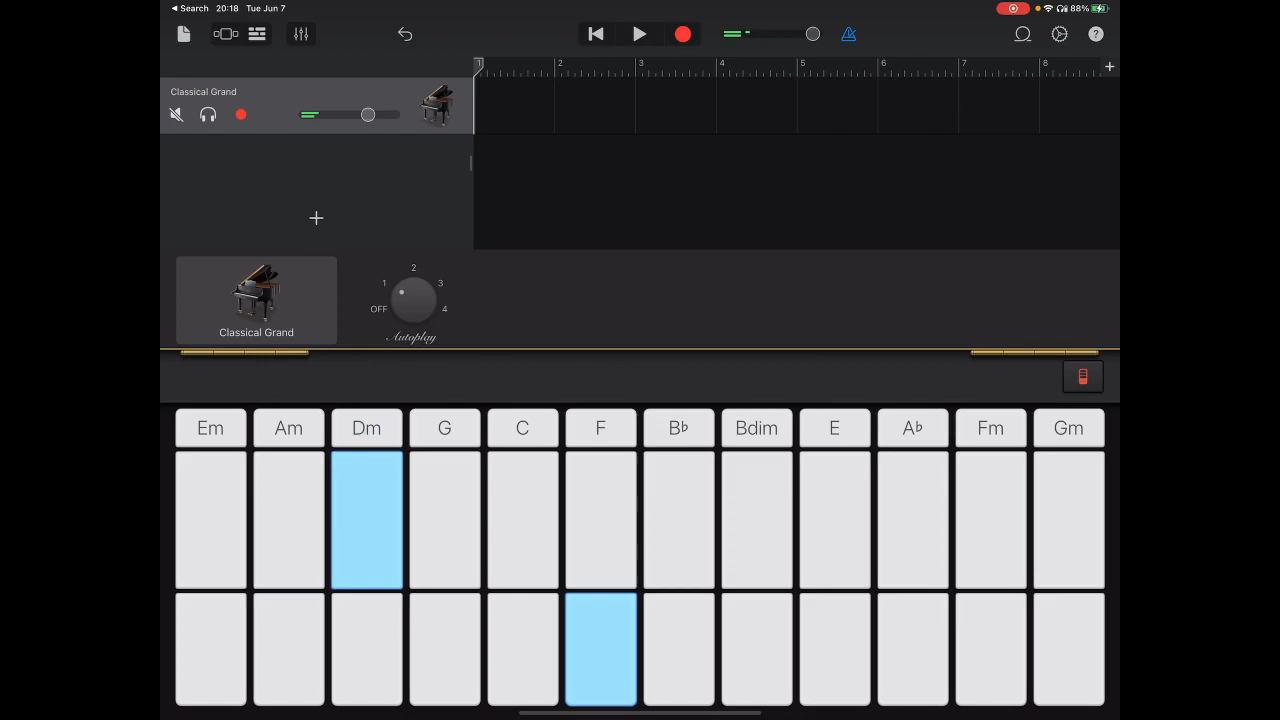 Search 20:18 Tue Jun 7 88%
1 2 3 4 5 6 7 8
Classical Grand
2
1 3
OFF 4
Classical Grand Autoplay
Em Am Dm G C F B♭ Bdim E A♭ Fm Gm